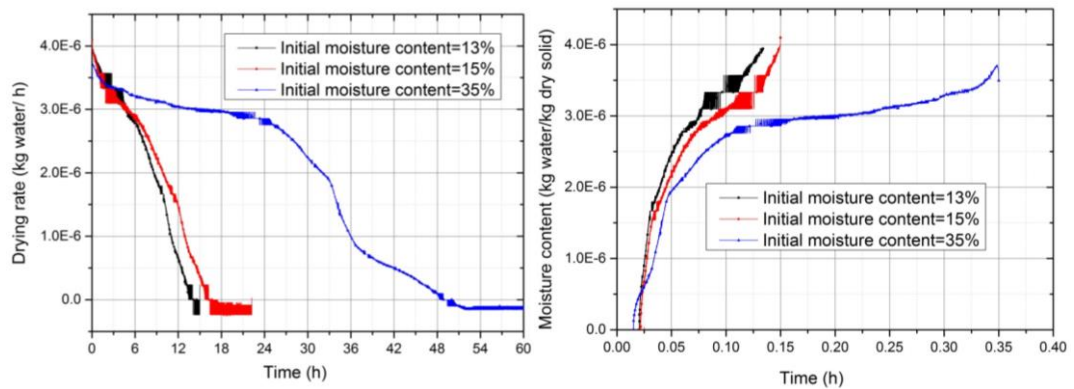 4.0E-6
3.0E-6
2.0E-6
1.0E-6
0.0
Drying rate (kg water/ h)
Initial moisture content=13%
Initial moisture content=15%
Initial moisture content=35%
0 6 12 18 24 30 36 42 48 54 60
Time (h)
4.0E-6
3.0E-6
2.0E-6
1.0E-6
0.0
Moisture content (kg water/kg dry solid)
Initial moisture content=13%
Initial moisture content=15%
Initial moisture content=35%
0.00 0.05 0.10 0.15 0.20 0.25 0.30 0.35 0.40
Time (h)